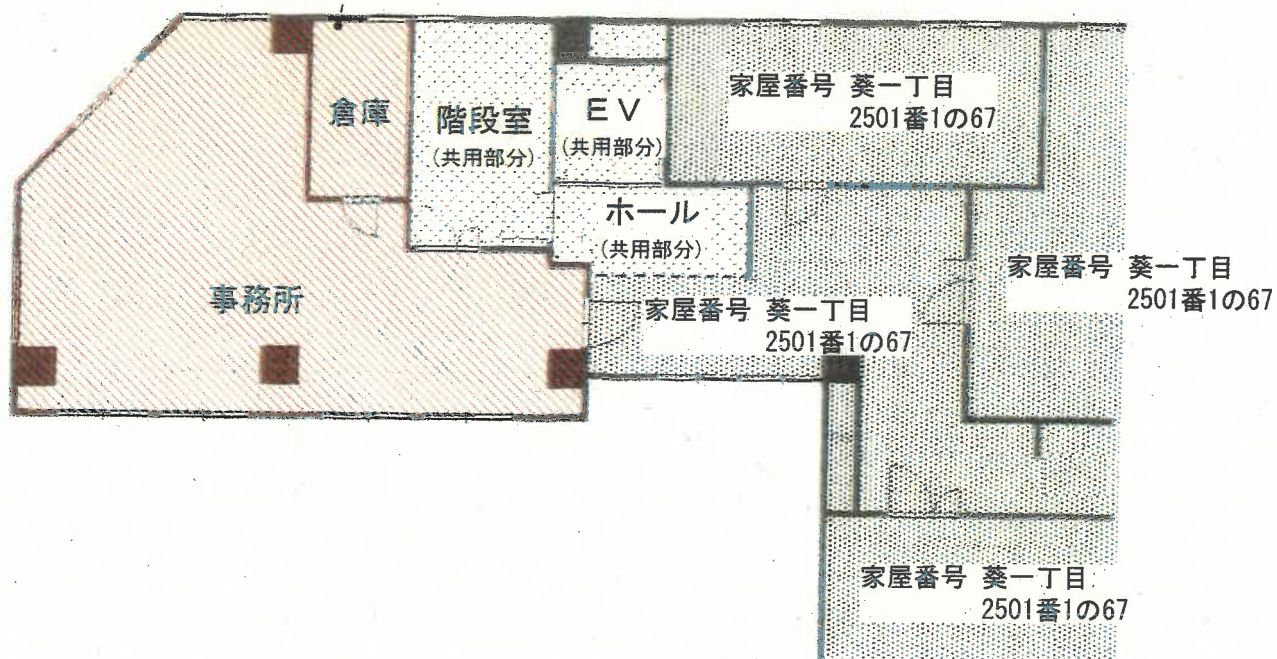 家屋番号 葵一丁目
2501番1の67
倉庫
階段室
(共用部分)
EV
(共用部分)
ホール
(共用部分)
家屋番号 葵一丁目
2501番1の67
事務所
家屋番号 葵一丁目
2501番1の67
家屋番号 葵一丁目
2501番1の67